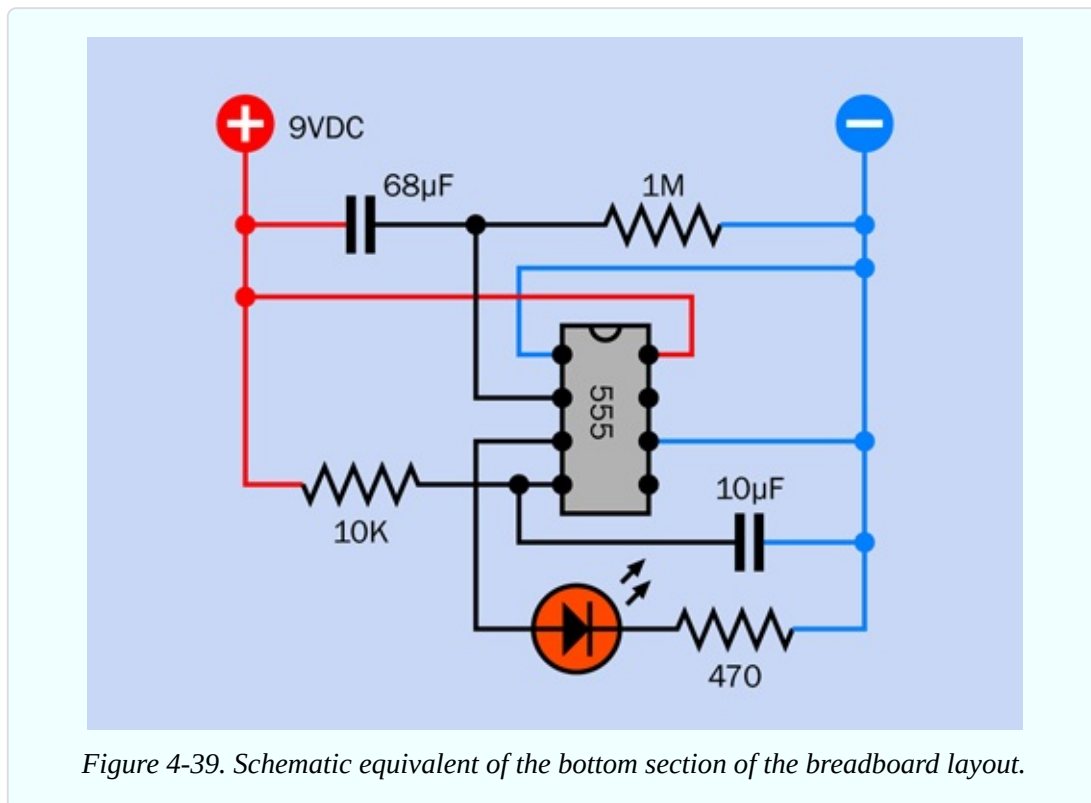 9VDC
68µF
1M
555
10µF
10K
470
Figure 4-39. Schematic equivalent of the bottom section of the breadboard layout.